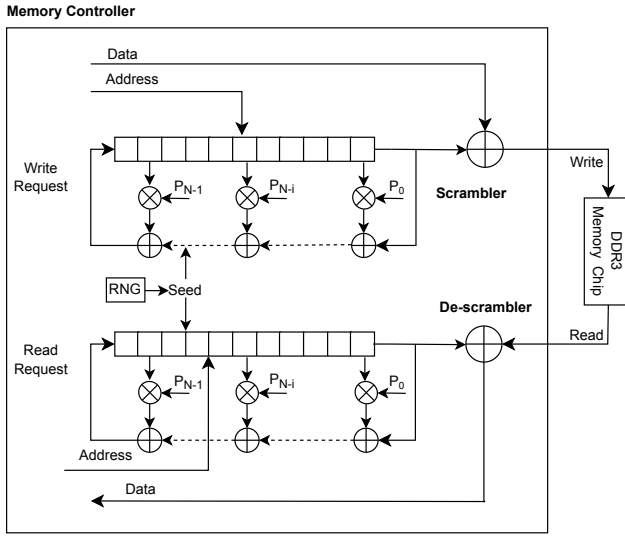 Memory Controller
Data
Address
Write
Request
P_{N-1}
P_{N-i}
P_0
Scrambler
Write
DDR3
Memory Chip
RNG
Seed
De-scrambler
Read
Read
Request
P_{N-1}
P_{N-i}
P_0
Address
Data